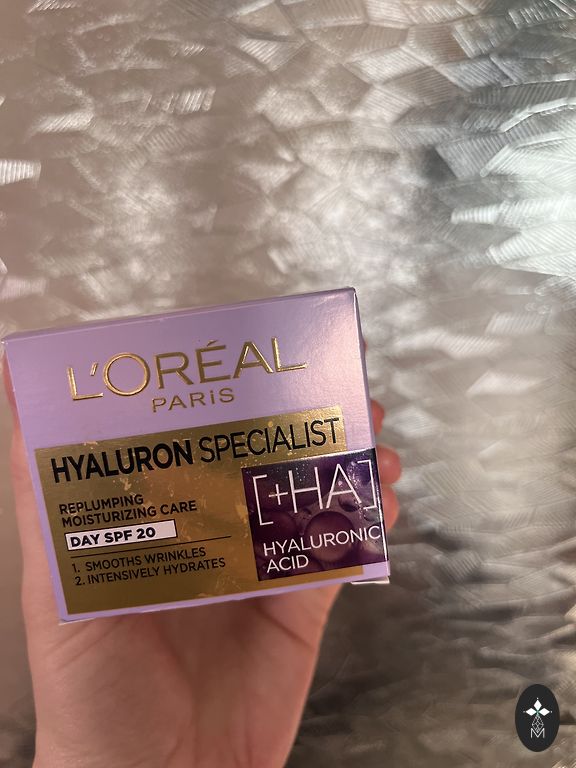 L'ORÉAL
PARIS
HYALURON SPECIALIST
REPLUMPING
MOISTURIZING CARE
DAY SPF 20
1. SMOOTHS WRINKLES
2. INTENSIVELY HYDRATES
[+HA]
HYALURONIC
ACID
M